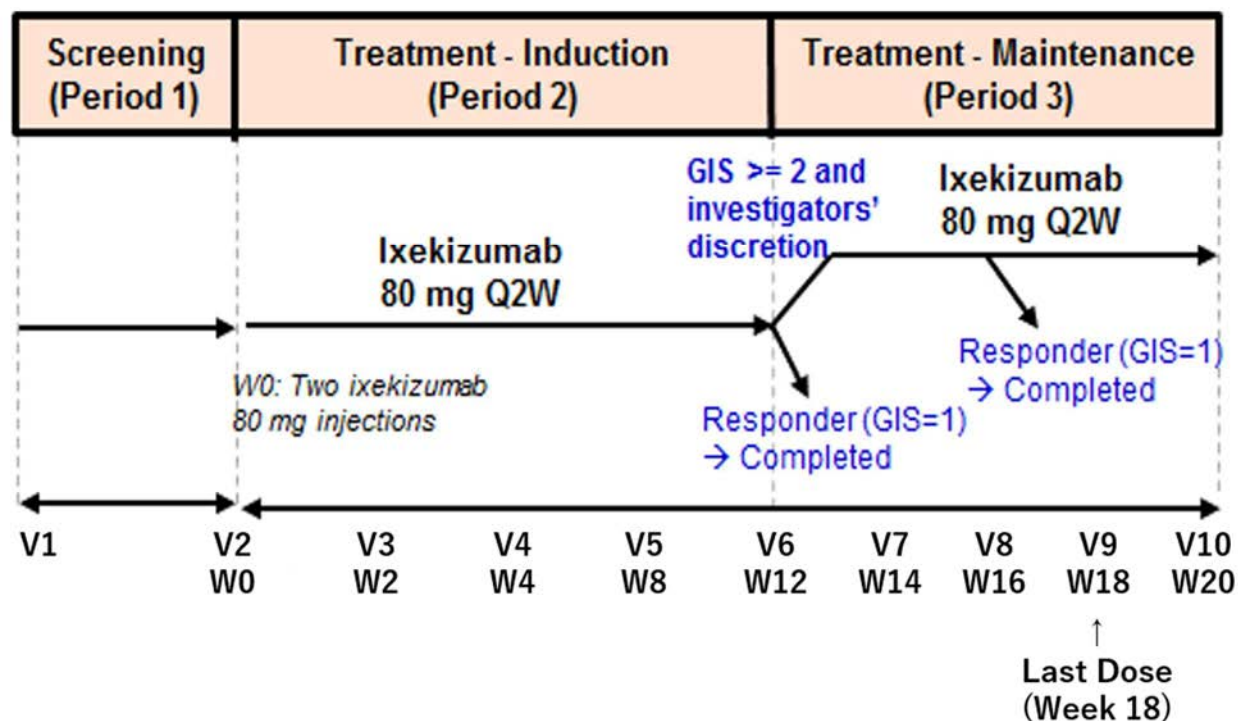 Screening
(Period 1)
Treatment - Induction
(Period 2)
Treatment - Maintenance
(Period 3)
GIS >= 2 and
investigators’
discretion
Ixekizumab
80 mg Q2W
Ixekizumab
80 mg Q2W
W0: Two ixekizumab
80 mg injections
Responder (GIS=1)
→ Completed
Responder (GIS=1)
→ Completed
V1 V2 V3 V4 V5 V6 V7 V8 V9 V10
W0 W2 W4 W8 W12 W14 W16 W18 W20
↑
Last Dose
(Week 18)